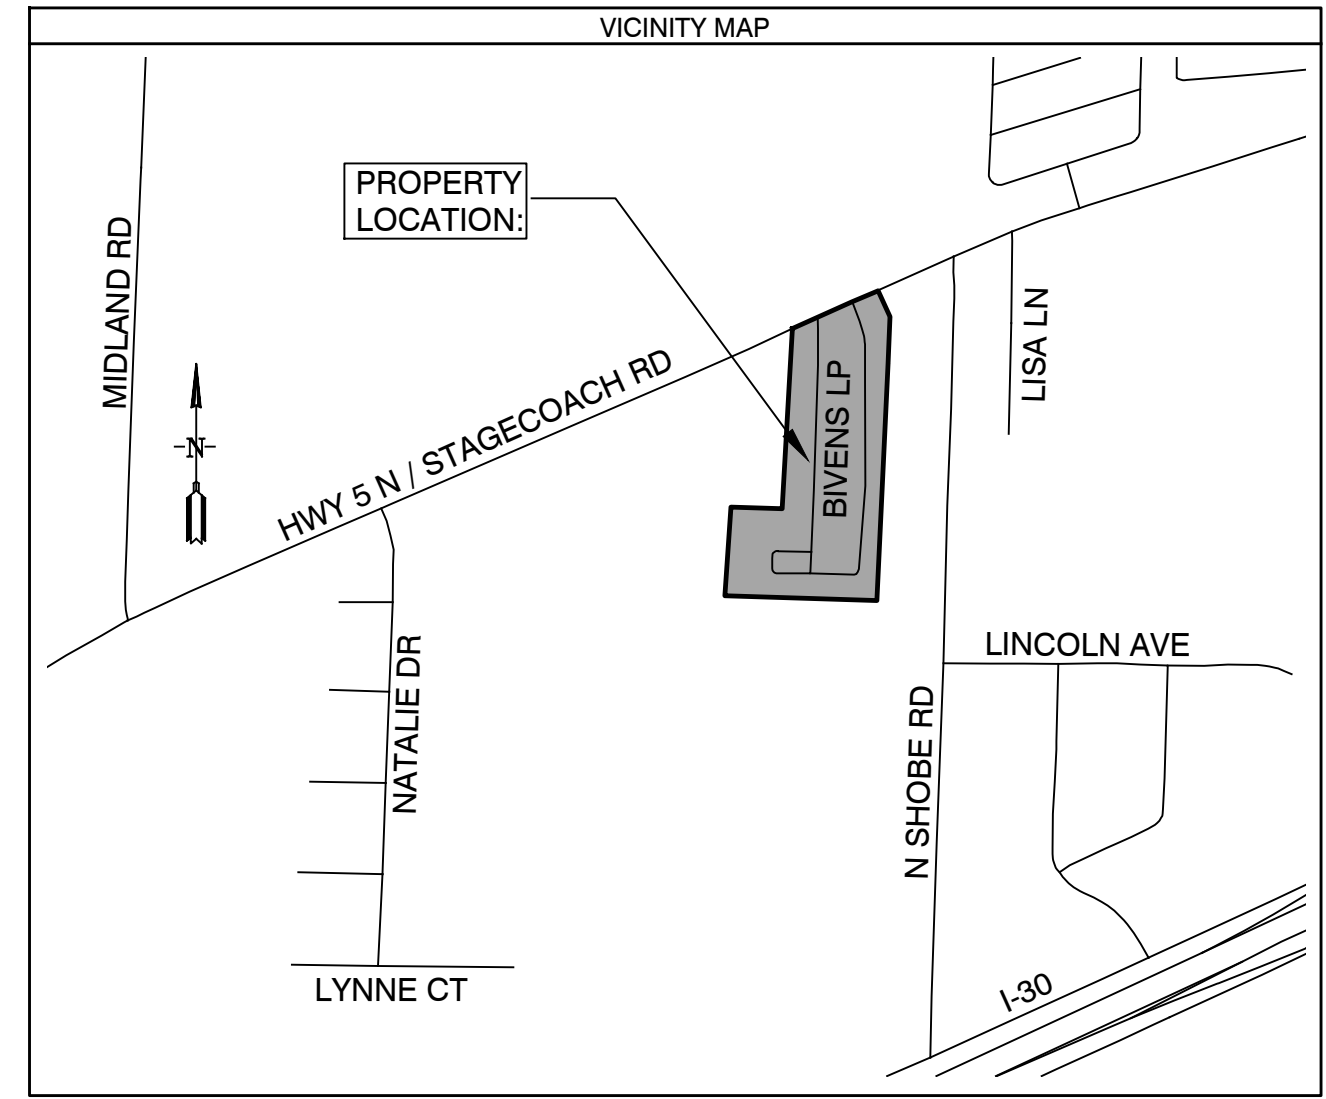 VICINITY MAP
PROPERTY
LOCATION:
MIDLAND RD
N
HWY 5 N / STAGECOACH RD
BIVENS LP
LISA LN
LINCOLN AVE
NATALIE DR
N SHOBE RD
LYNNE CT
I-30